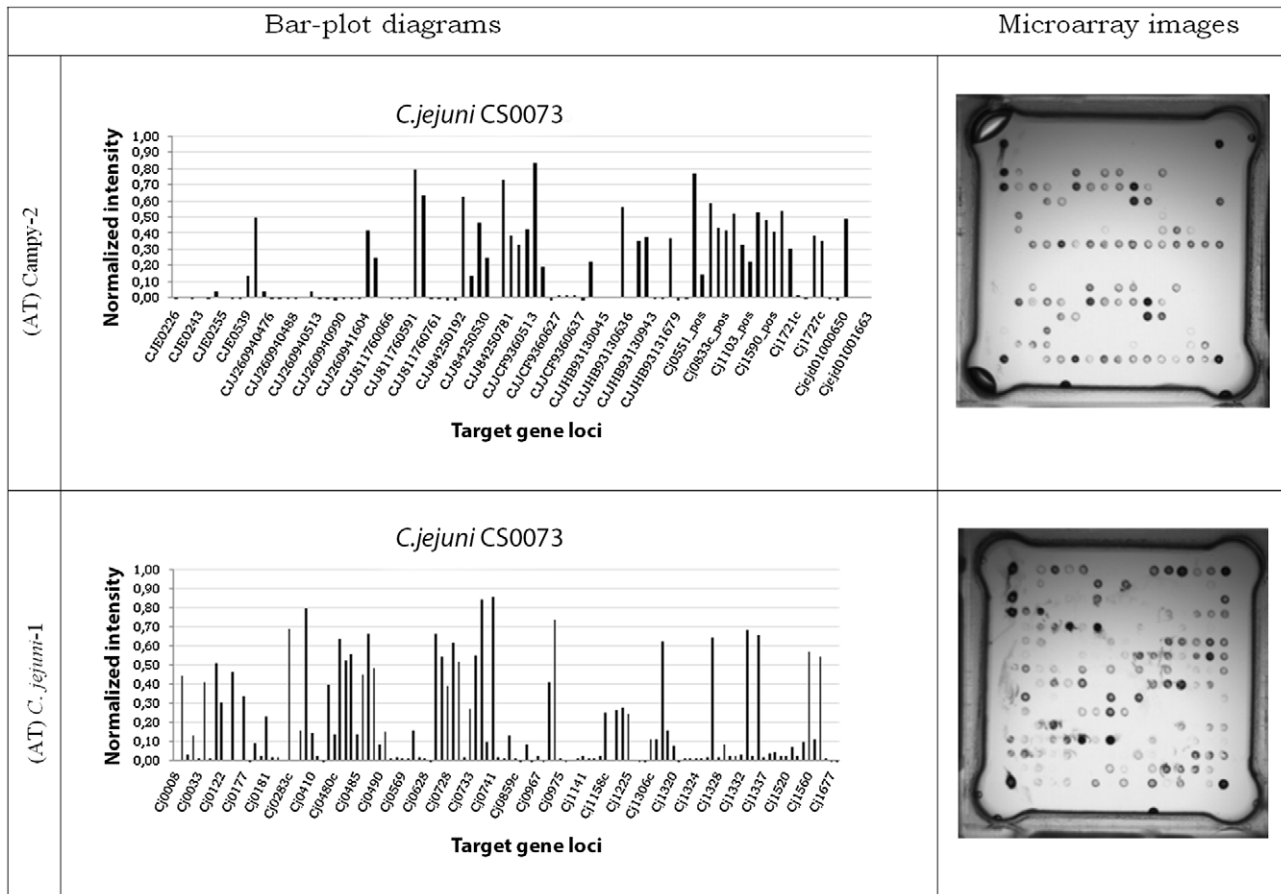 Bar-plot diagrams
Microarray images
(AT) Campy-2
C.jejuni CS0073
Normalized intensity
1,00
0,90
0,80
0,70
0,60
0,50
0,40
0,30
0,20
0,10
0,00
CJE0226
CJE0243
CJE0255
CJE0539
CJJ260940476
CJJ260940488
CJJ260940513
CJJ260940990
CJJ260941604
CJJ811760066
CJJ811760591
CJJ811760761
CJJ84250192
CJJ84250530
CJJ84250781
CJJCF9360513
CJJCF9360627
CJJCF9360637
CJJHB93130045
CJJHB93130636
CJJHB93130943
CJJHB93131679
Cj0551_pos
Cj0833c_pos
Cj1103_pos
Cj1590_pos
Cj1721c
Cj1727c
Cjejd01000650
Cjejd01001663
Target gene loci
(AT) C. jejuni-1
C.jejuni CS0073
Normalized intensity
1,00
0,90
0,80
0,70
0,60
0,50
0,40
0,30
0,20
0,10
0,00
Cj0008
Cj0033
Cj0122
Cj0177
Cj0181
Cj0283c
Cj0410
Cj0480c
Cj0485
Cj0490
Cj0569
Cj0628
Cj0728
Cj0733
Cj0741
Cj0859c
Cj0967
Cj0975
Cj1141
Cj1158c
Cj1225
Cj1306c
Cj1320
Cj1324
Cj1328
Cj1332
Cj1337
Cj1520
Cj1560
Cj1677
Target gene loci